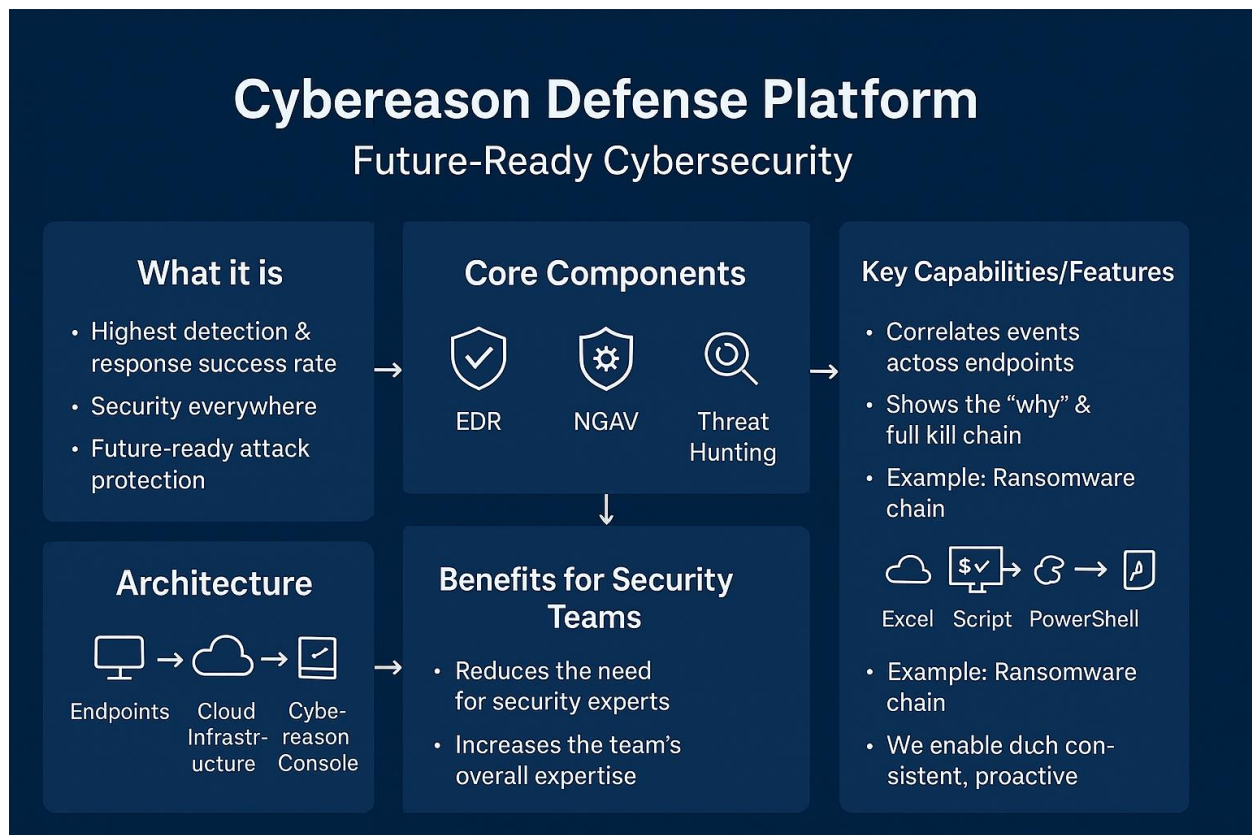 Cybereason Defense Platform
Future-Ready Cybersecurity
What it is
• Highest detection &
response success rate
• Security everywhere
• Future-ready attack
protection
Core Components
EDR
NGAV
Threat
Hunting
Key Capabilities/Features
• Correlates events
actoss endpoints
• Shows the “why” &
full kill chain
• Example: Ransomware
chain
$
Excel Script PowerShell
• Example: Ransomware
chain
• We enable duch con-
sistent, proactive
Architecture
Endpoints
Cloud
Infrastr-
ucture
Cybe-
reason
Console
Benefits for Security
Teams
• Reduces the need
for security experts
• Increases the team’s
overall expertise